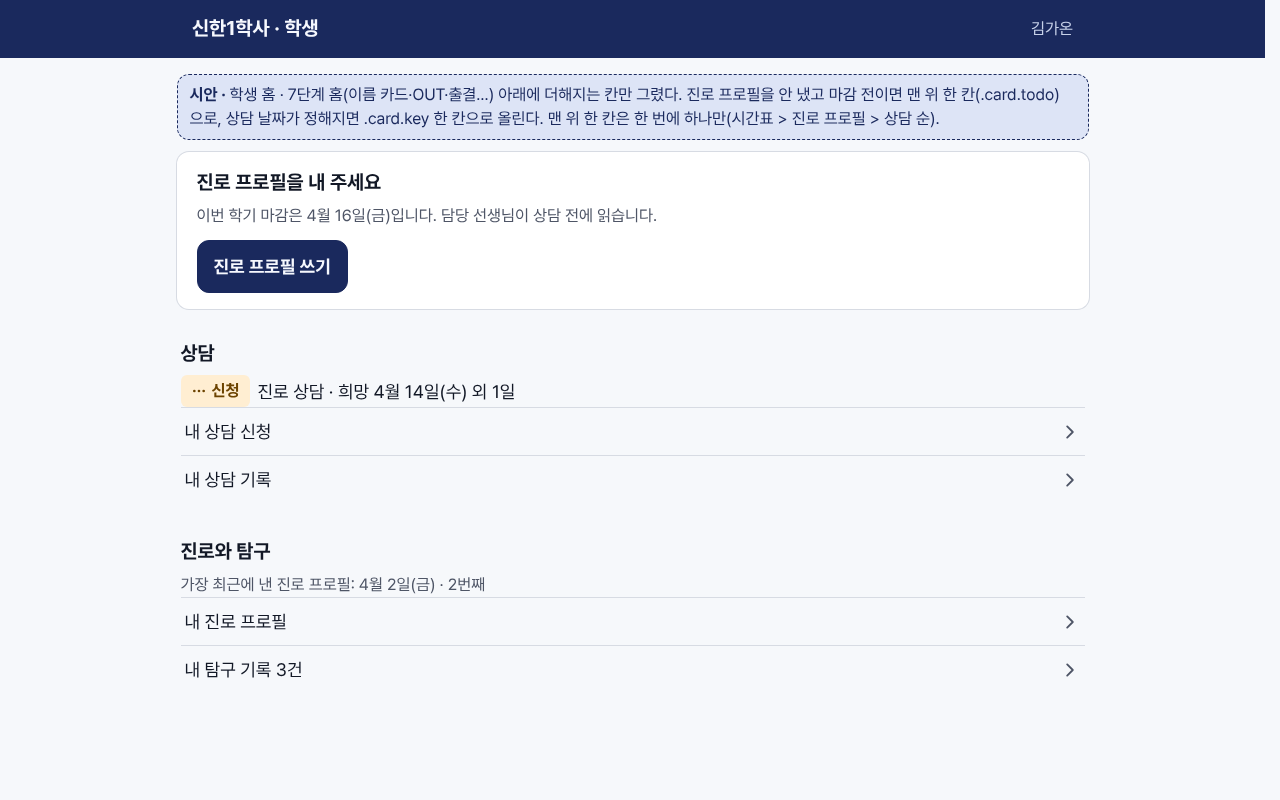 신한1학사 · 학생
김가온
시안 · 학생 홈 · 7단계 홈(이름 카드·OUT·출결…) 아래에 더해지는 칸만 그렸다. 진로 프로필을 안 냈고 마감 전이면 맨 위 한 칸(.card.todo)
으로, 상담 날짜가 정해지면 .card.key 한 칸으로 올린다. 맨 위 한 칸은 한 번에 하나만(시간표 > 진로 프로필 > 상담 순).
진로 프로필을 내 주세요
이번 학기 마감은 4월 16일(금)입니다. 담당 선생님이 상담 전에 읽습니다.
진로 프로필 쓰기
상담
··· 신청 진로 상담 · 희망 4월 14일(수) 외 1일
내 상담 신청
내 상담 기록
진로와 탐구
가장 최근에 낸 진로 프로필: 4월 2일(금) · 2번째
내 진로 프로필
내 탐구 기록 3건